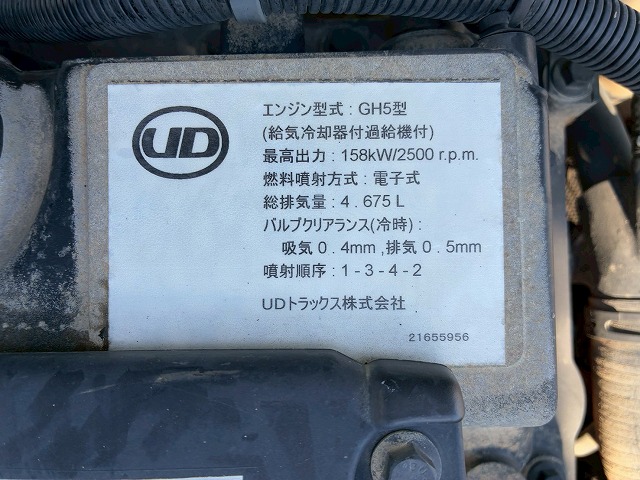 UD
エンジン型式 : GH5型
(給気冷却器付過給機付)
最高出力 : 158kW/2500 r.p.m.
燃料噴射方式 : 電子式
総排気量 : 4.675 L
バルブクリアランス(冷時) :
吸気 0.4mm ,排気 0.5mm
噴射順序 : 1-3-4-2
UDトラックス株式会社
21655956